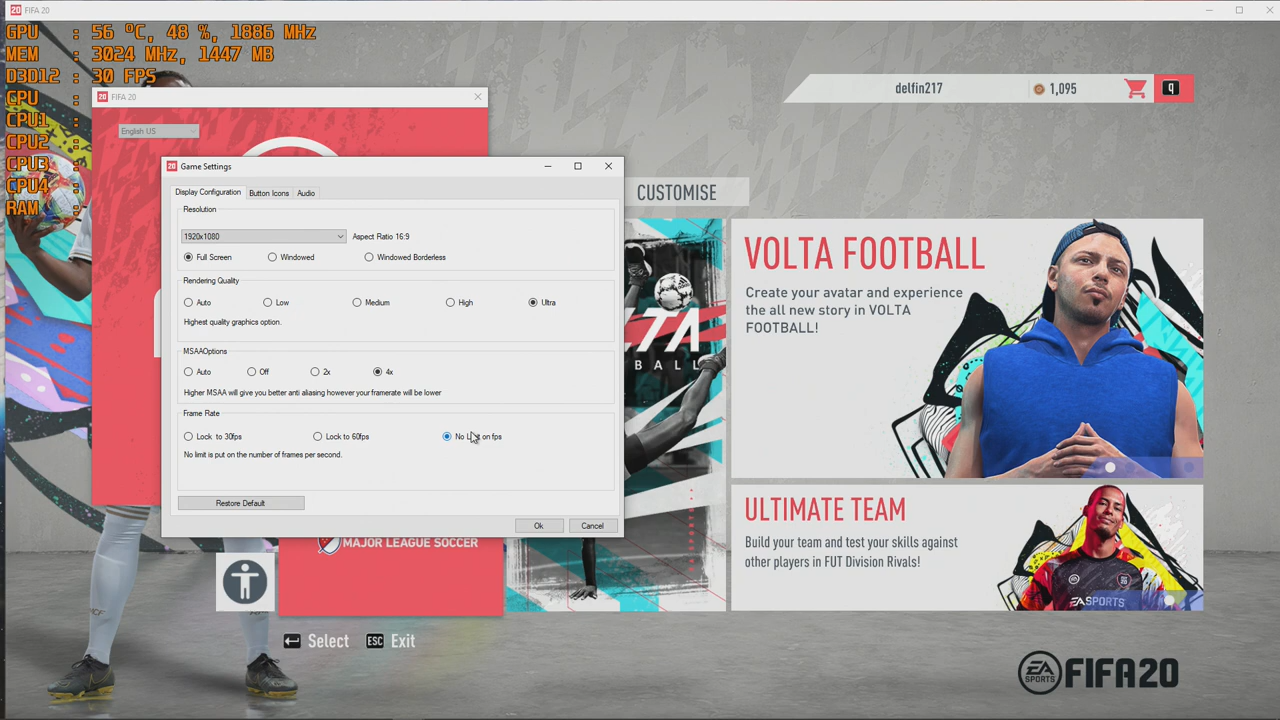 FIFA 20
GPU : 56 ºC, 48 %, 1886 MHz
MEM : 3024 MHz, 1447 MB
D3D12 : 30 FPS
CPU :
CPU1 :
CPU2 :
CPU3 :
CPU4 :
RAM :
delfin217
1,095
q
20 FIFA 20
English US
20 Game Settings
Display Configuration
Button Icons
Audio
Resolution
1920x1080
Aspect Ratio 16:9
Full Screen
Windowed
Windowed Borderless
Rendering Quality
Auto
Low
Medium
High
Ultra
Highest quality graphics option.
MSAAOptions
Auto
Off
2x
4x
Higher MSAA will give you better anti aliasing however your framerate will be lower
Frame Rate
Lock to 30fps
Lock to 60fps
No on fps
No limit is put on the number of frames per second.
Restore Default
Ok
Cancel
CUSTOMISE
VOLTA FOOTBALL
Create your avatar and experience
the all new story in VOLTA
FOOTBALL!
ULTIMATE TEAM
Build your team and test your skills against
other players in FUT Division Rivals!
EA SPORTS
MAJOR LEAGUE SOCCER
Select
ESC Exit
EA SPORTS FIFA20